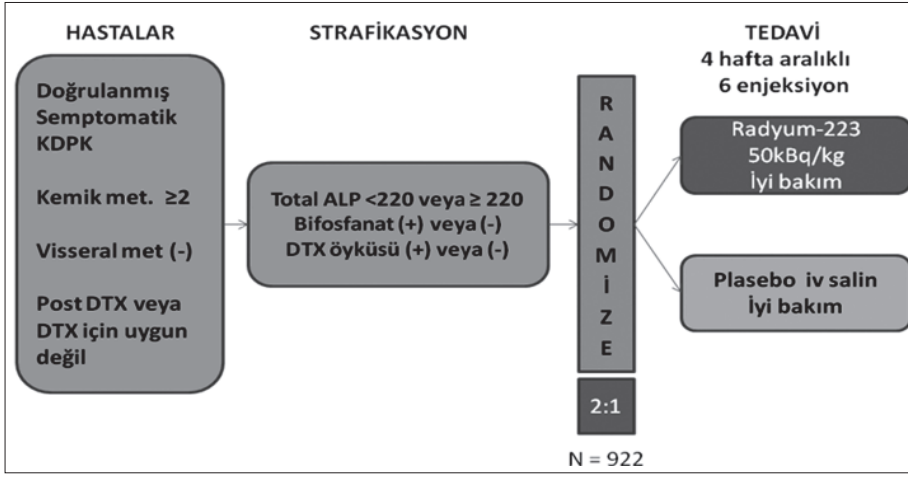 HASTALAR
Doğrulanmış
Semptomatik
KDPK
Kemik met. ≥2
Visseral met (-)
Post DTX veya
DTX için uygun
değil
STRAFİKASYON
Total ALP <220 veya ≥ 220
Bifosfanat (+) veya (-)
DTX öyküsü (+) veya (-)
R
A
N
D
O
M
İ
Z
E
2:1
N = 922
TEDAVİ
4 hafta aralıklı
6 enjeksiyon
Radyum-223
50kBq/kg
İyi bakım
Plasebo iv salin
İyi bakım